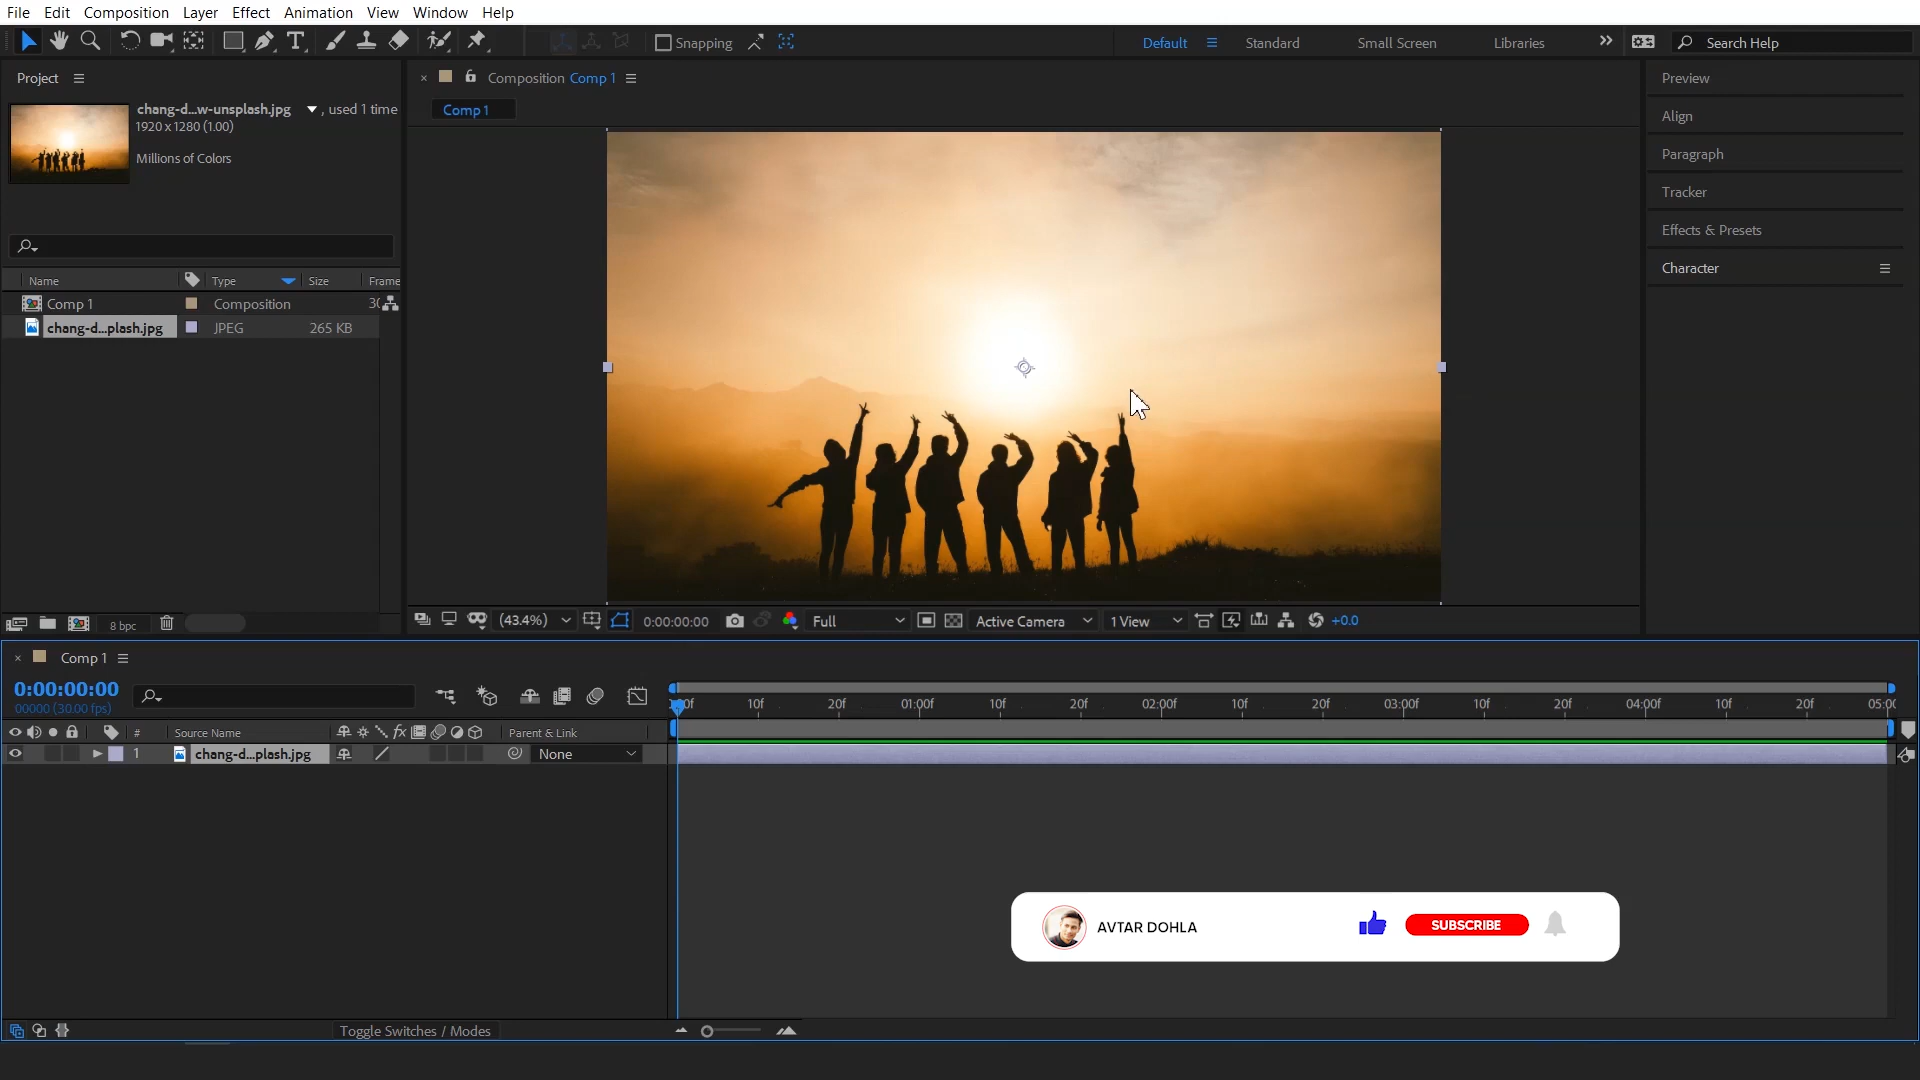 File Edit Composition Layer Effect Animation View Window Help
Snapping Default Standard Small Screen Libraries Search Help
Project
chang-d...w-unsplash.jpg , used 1 time
1920 x 1280 (1.00)
Millions of Colors
Name Type Size Frame
Comp 1 Composition 30
chang-d...plash.jpg JPEG 265 KB
8 bpc
Composition Comp 1
Comp 1
(43.4%) 0:00:00:00 Full Active Camera 1 View +0.0
Preview
Align
Paragraph
Tracker
Effects & Presets
Character
Comp 1
0:00:00:00
00000 (30.00 fps)
10f 20f 01:00f 10f 20f 02:00f 10f 20f 03:00f 10f 20f 04:00f 10f 20f 05:00
# Source Name fx Parent & Link
1 chang-d...plash.jpg None
AVTAR DOHLA SUBSCRIBE
Toggle Switches / Modes